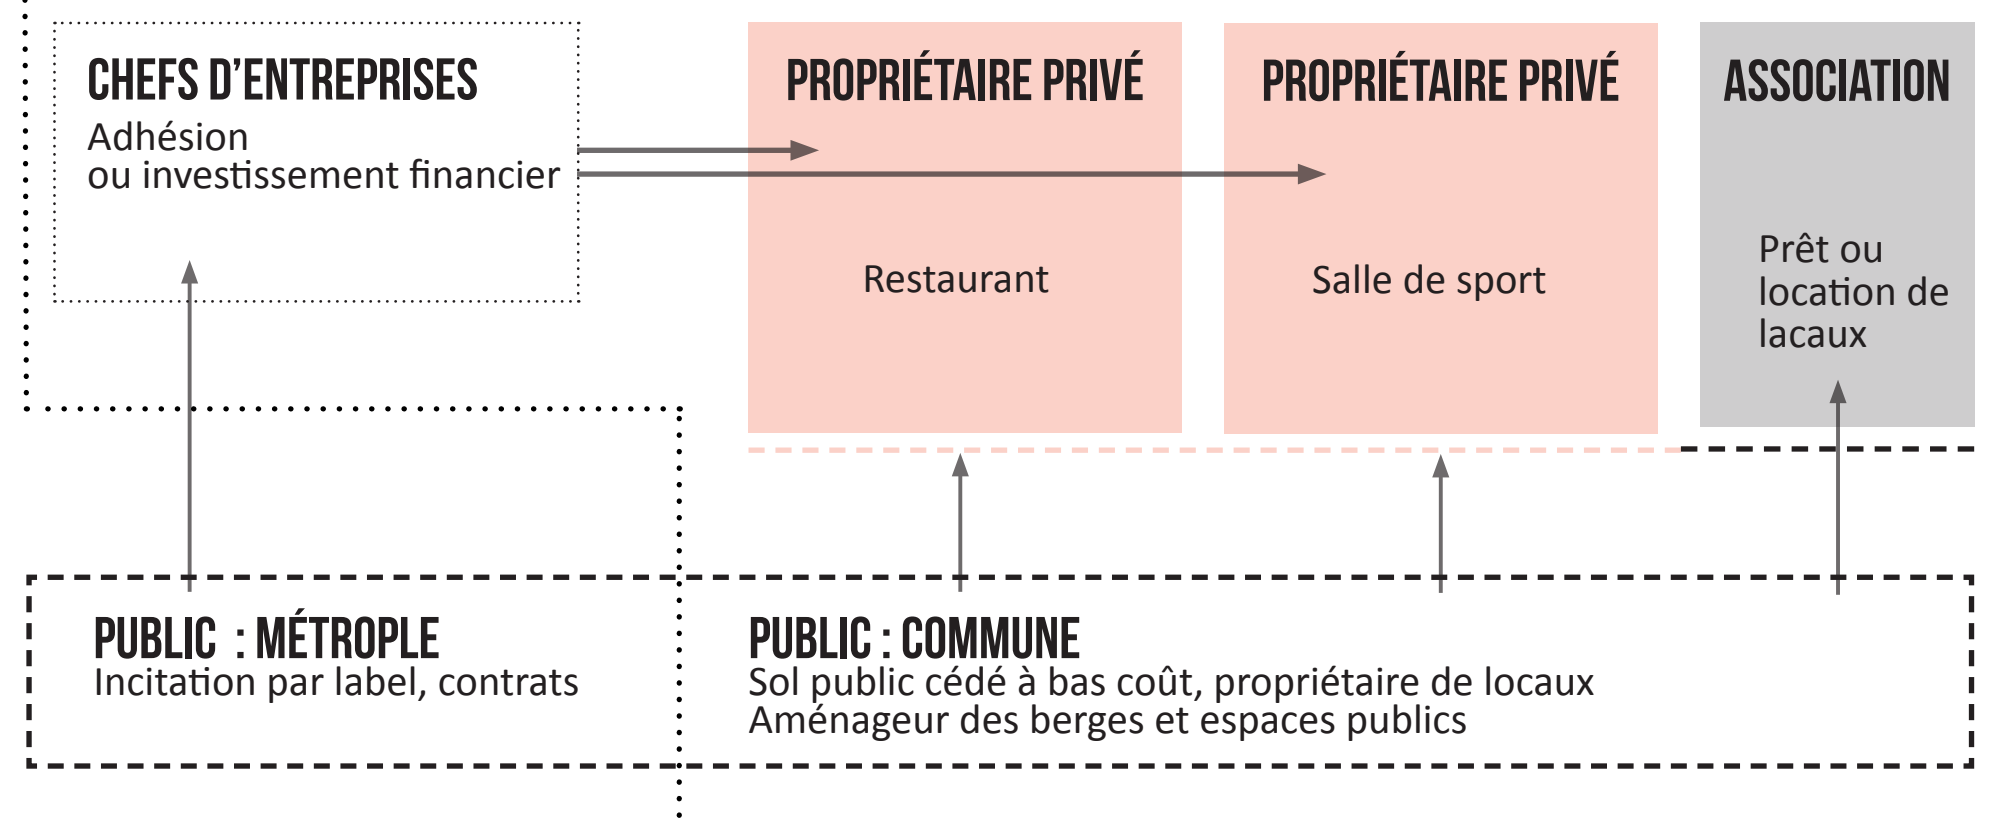 CHEFS D’ENTREPRISES
Adhésion
ou investissement financier
PROPRIÉTAIRE PRIVÉ
Restaurant
PROPRIÉTAIRE PRIVÉ
Salle de sport
ASSOCIATION
Prêt ou
location de
lacaux
PUBLIC : MÉTROPLE
Incitation par label, contrats
PUBLIC : COMMUNE
Sol public cédé à bas coût, propriétaire de locaux
Aménageur des berges et espaces publics